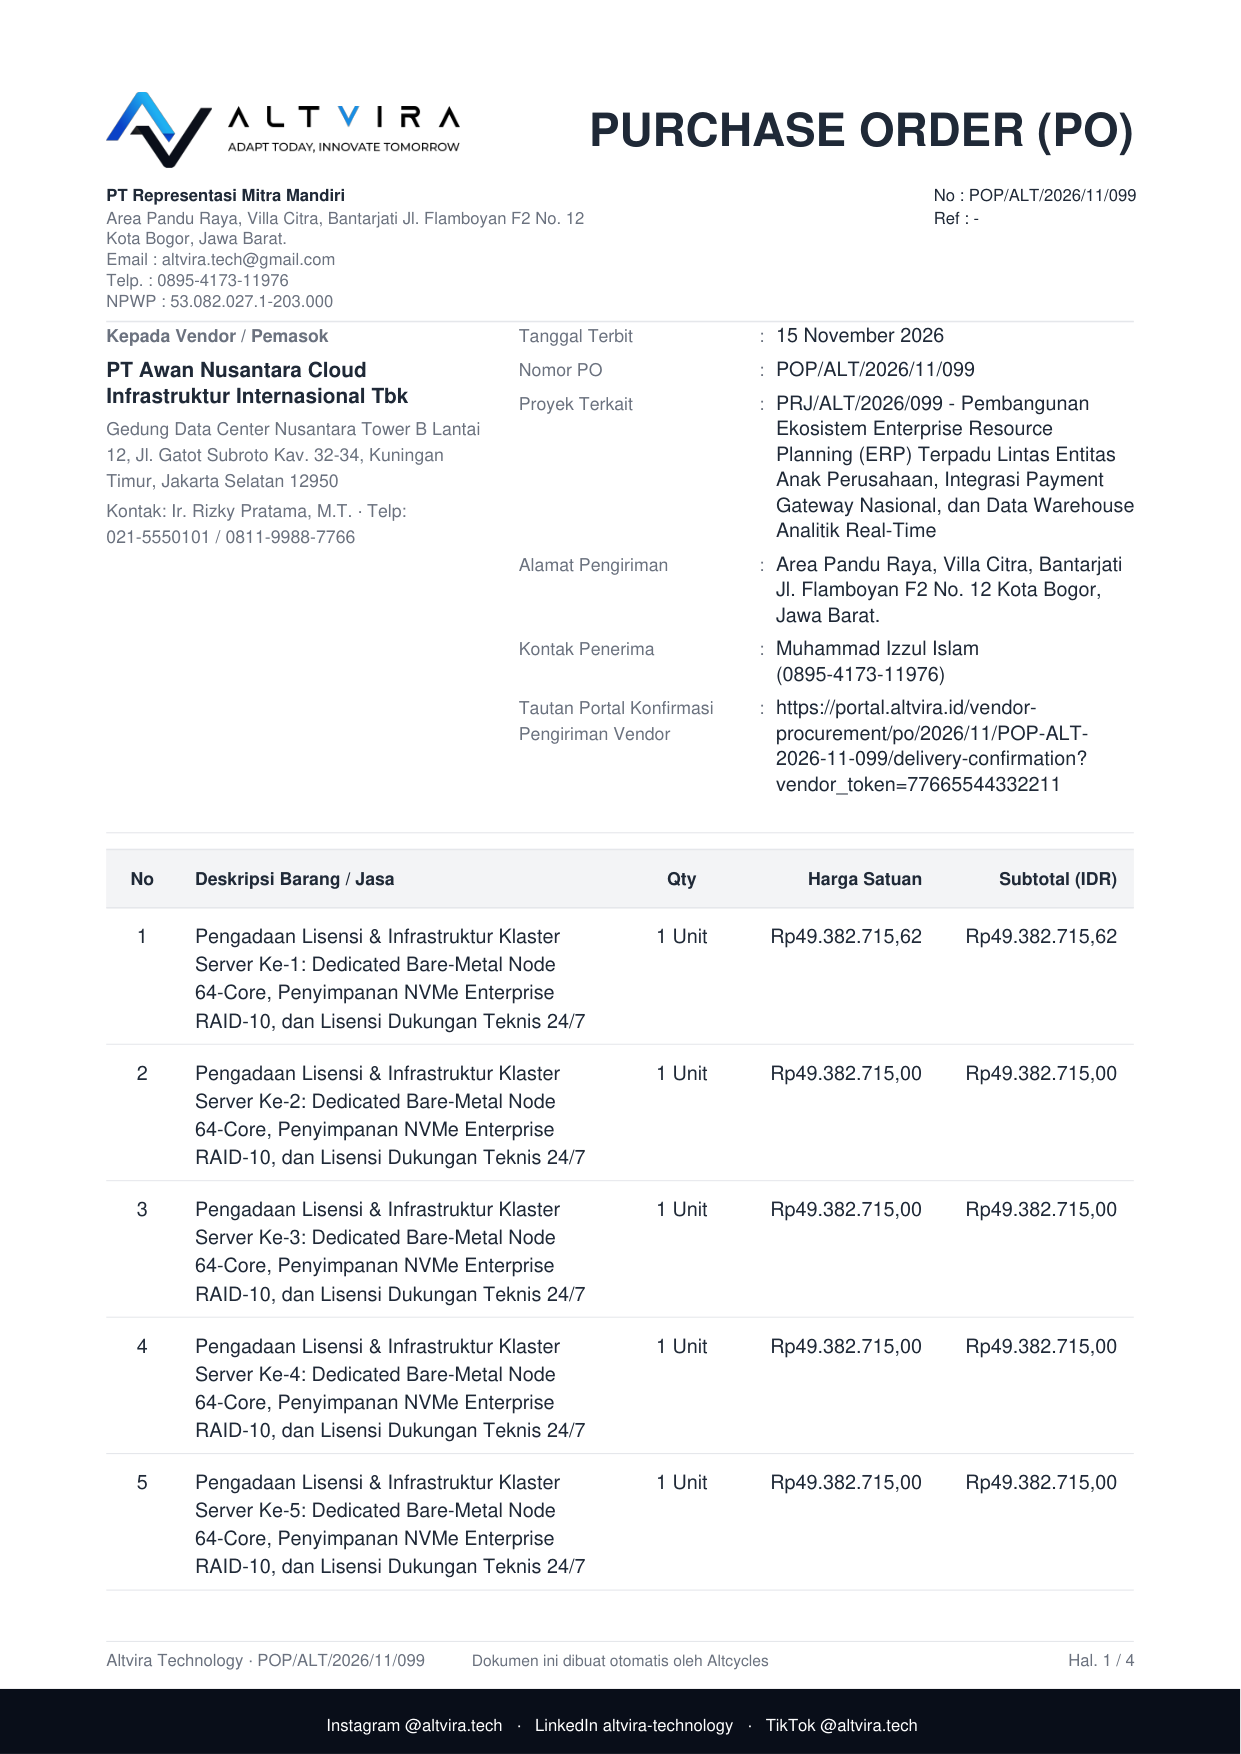 ALTVIRA
ADAPT TODAY, INNOVATE TOMORROW
PURCHASE ORDER (PO)
PT Representasi Mitra Mandiri
Area Pandu Raya, Villa Citra, Bantarjati Jl. Flamboyan F2 No. 12
Kota Bogor, Jawa Barat.
Email : altvira.tech@gmail.com
Telp. : 0895-4173-11976
NPWP : 53.082.027.1-203.000
No : POP/ALT/2026/11/099
Ref : -
Kepada Vendor / Pemasok
PT Awan Nusantara Cloud
Infrastruktur Internasional Tbk
Gedung Data Center Nusantara Tower B Lantai
12, Jl. Gatot Subroto Kav. 32-34, Kuningan
Timur, Jakarta Selatan 12950
Kontak: Ir. Rizky Pratama, M.T. · Telp:
021-5550101 / 0811-9988-7766
Tanggal Terbit : 15 November 2026
Nomor PO : POP/ALT/2026/11/099
Proyek Terkait : PRJ/ALT/2026/099 - Pembangunan
Ekosistem Enterprise Resource
Planning (ERP) Terpadu Lintas Entitas
Anak Perusahaan, Integrasi Payment
Gateway Nasional, dan Data Warehouse
Analitik Real-Time
Alamat Pengiriman : Area Pandu Raya, Villa Citra, Bantarjati
Jl. Flamboyan F2 No. 12 Kota Bogor,
Jawa Barat.
Kontak Penerima : Muhammad Izzul Islam
(0895-4173-11976)
Tautan Portal Konfirmasi : https://portal.altvira.id/vendor-
Pengiriman Vendor procurement/po/2026/11/POP-ALT-
2026-11-099/delivery-confirmation?
vendor_token=77665544332211
No Deskripsi Barang / Jasa Qty Harga Satuan Subtotal (IDR)
1 Pengadaan Lisensi & Infrastruktur Klaster 1 Unit Rp49.382.715,62 Rp49.382.715,62
Server Ke-1: Dedicated Bare-Metal Node
64-Core, Penyimpanan NVMe Enterprise
RAID-10, dan Lisensi Dukungan Teknis 24/7
2 Pengadaan Lisensi & Infrastruktur Klaster 1 Unit Rp49.382.715,00 Rp49.382.715,00
Server Ke-2: Dedicated Bare-Metal Node
64-Core, Penyimpanan NVMe Enterprise
RAID-10, dan Lisensi Dukungan Teknis 24/7
3 Pengadaan Lisensi & Infrastruktur Klaster 1 Unit Rp49.382.715,00 Rp49.382.715,00
Server Ke-3: Dedicated Bare-Metal Node
64-Core, Penyimpanan NVMe Enterprise
RAID-10, dan Lisensi Dukungan Teknis 24/7
4 Pengadaan Lisensi & Infrastruktur Klaster 1 Unit Rp49.382.715,00 Rp49.382.715,00
Server Ke-4: Dedicated Bare-Metal Node
64-Core, Penyimpanan NVMe Enterprise
RAID-10, dan Lisensi Dukungan Teknis 24/7
5 Pengadaan Lisensi & Infrastruktur Klaster 1 Unit Rp49.382.715,00 Rp49.382.715,00
Server Ke-5: Dedicated Bare-Metal Node
64-Core, Penyimpanan NVMe Enterprise
RAID-10, dan Lisensi Dukungan Teknis 24/7
Altvira Technology · POP/ALT/2026/11/099 Dokumen ini dibuat otomatis oleh Altcycles Hal. 1 / 4
Instagram @altvira.tech · LinkedIn altvira-technology · TikTok @altvira.tech